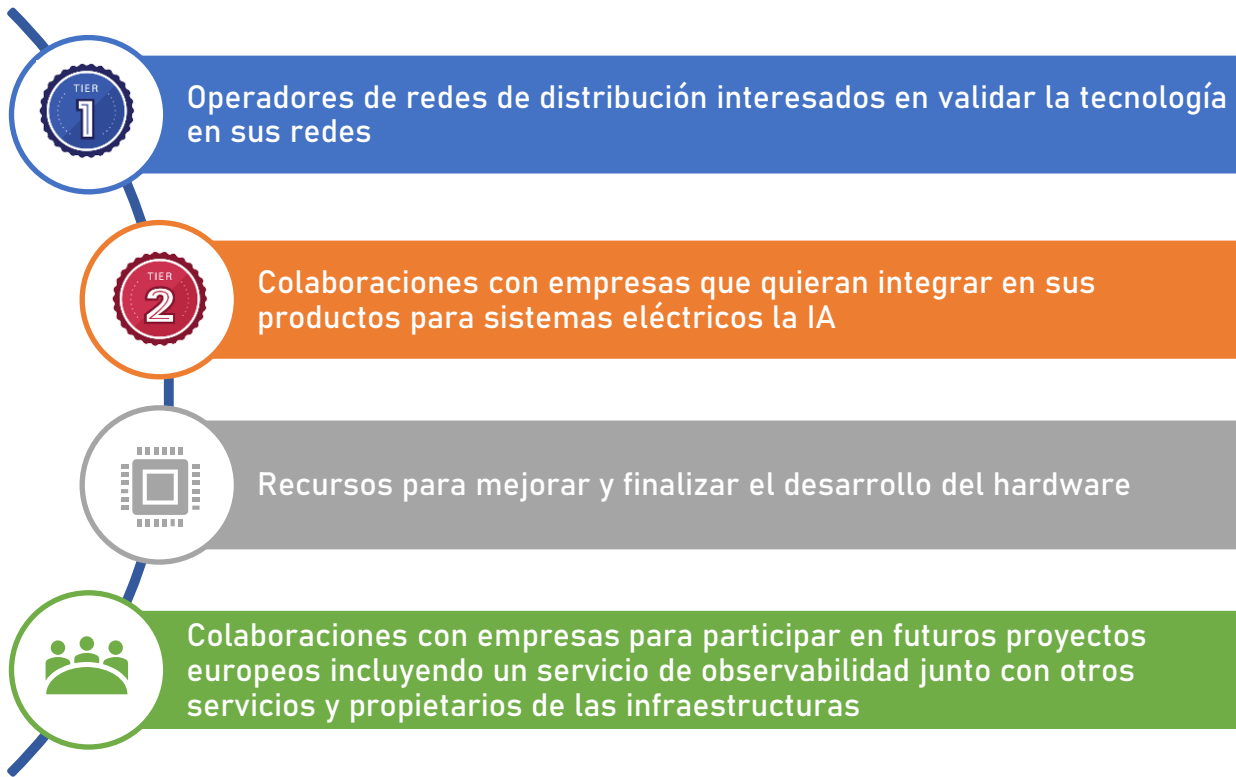 TIER
1
Operadores de redes de distribución interesados en validar la tecnología
en sus redes
TIER
2
Colaboraciones con empresas que quieran integrar en sus
productos para sistemas eléctricos la IA
Recursos para mejorar y finalizar el desarrollo del hardware
Colaboraciones con empresas para participar en futuros proyectos
europeos incluyendo un servicio de observabilidad junto con otros
servicios y propietarios de las infraestructuras